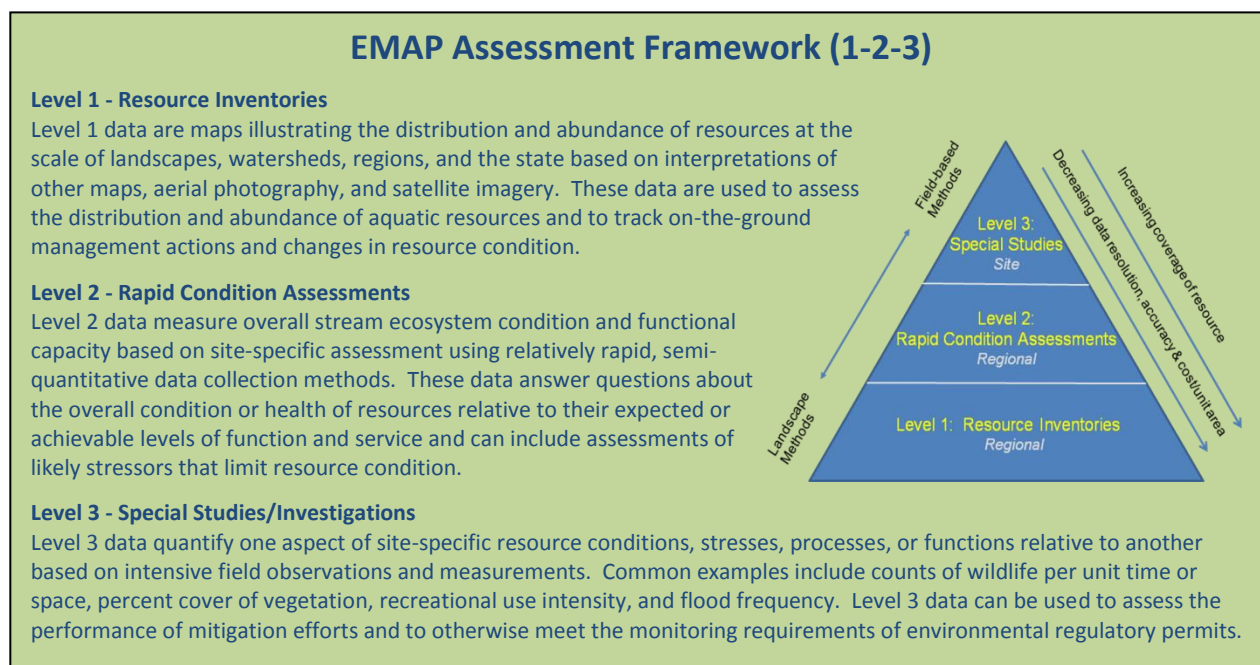 EMAP Assessment Framework (1-2-3)
Level 1 - Resource Inventories
Level 1 data are maps illustrating the distribution and abundance of resources at the
scale of landscapes, watersheds, regions, and the state based on interpretations of
other maps, aerial photography, and satellite imagery. These data are used to assess
the distribution and abundance of aquatic resources and to track on-the-ground
management actions and changes in resource condition.
Level 2 - Rapid Condition Assessments
Level 2 data measure overall stream ecosystem condition and functional
capacity based on site-specific assessment using relatively rapid, semi-
quantitative data collection methods. These data answer questions about
the overall condition or health of resources relative to their expected or
achievable levels of function and service and can include assessments of
likely stressors that limit resource condition.
Field-based
Methods
Landscape
Methods
Level 3:
Special Studies
Site
Level 2:
Rapid Condition Assessments
Regional
Level 1: Resource Inventories
Regional
Decreasing data resolution, accuracy & cost/unit area
Increasing coverage of resource
Level 3 - Special Studies/Investigations
Level 3 data quantify one aspect of site-specific resource conditions, stresses, processes, or functions relative to another
based on intensive field observations and measurements. Common examples include counts of wildlife per unit time or
space, percent cover of vegetation, recreational use intensity, and flood frequency. Level 3 data can be used to assess the
performance of mitigation efforts and to otherwise meet the monitoring requirements of environmental regulatory permits.